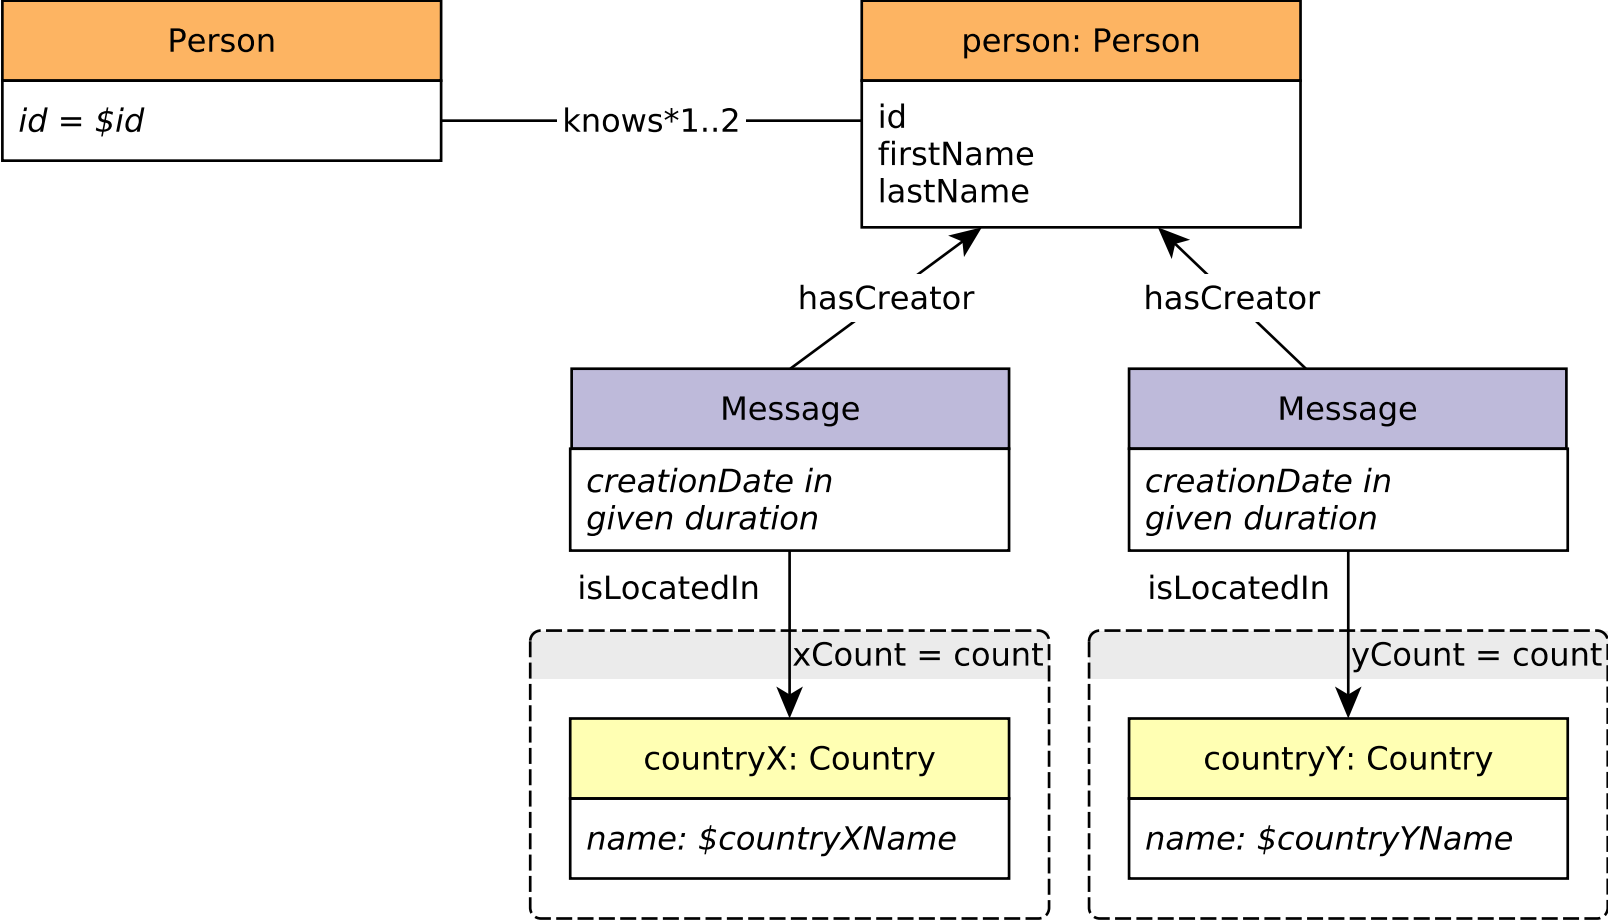 Person
id = $id
knows*1..2
person: Person
id
firstName
lastName
hasCreator
hasCreator
Message
creationDate in
given duration
Message
creationDate in
given duration
isLocatedIn
isLocatedIn
xCount = count
yCount = count
countryX: Country
name: $countryXName
countryY: Country
name: $countryYName